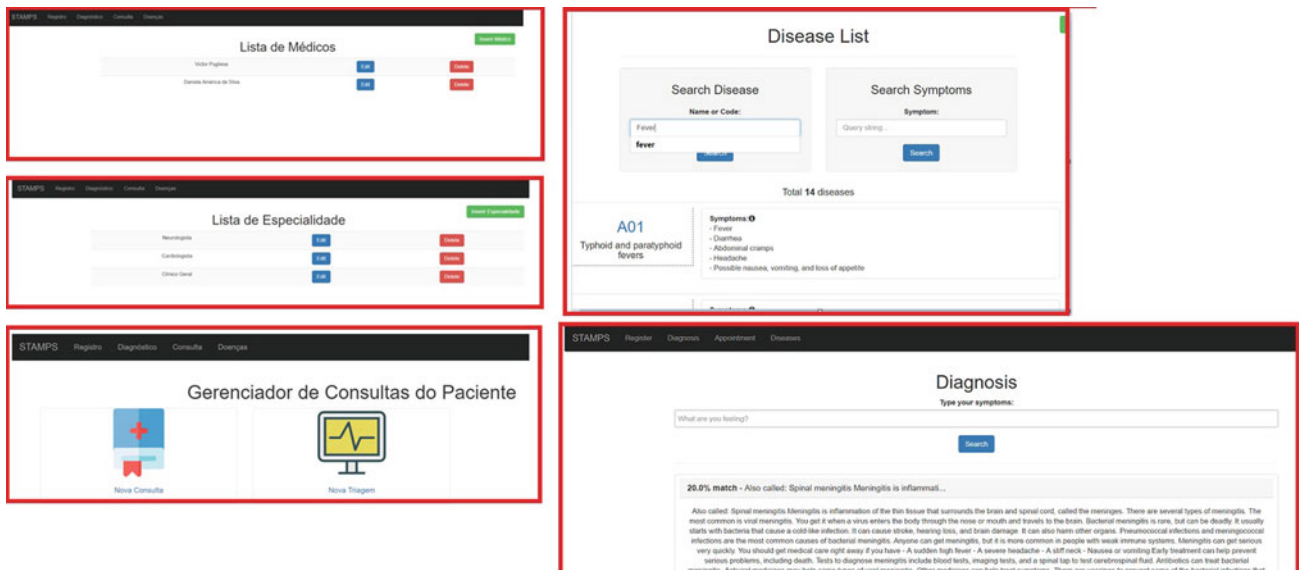 STAMPS Registro Diagnóstico Consulta Doenças
Lista de Médicos
Inserir Médico
Victor Pugliese
Edit
Delete
Daniela América da Silva
Edit
Delete
STAMPS Registro Diagnóstico Consulta Doenças
Lista de Especialidade
Inserir Especialidade
Neurologista
Edit
Delete
Cardiologista
Edit
Delete
Clínico Geral
Edit
Delete
STAMPS Registro Diagnóstico Consulta Doenças
Gerenciador de Consultas do Paciente
Nova Consulta
Nova Triagem
Disease List
Search Disease
Name or Code:
Fever
fever
Search
Search Symptoms
Symptom:
Query string...
Search
Total 14 diseases
A01
Typhoid and paratyphoid
fevers
Symptoms:
- Fever
- Diarrhea
- Abdominal cramps
- Headache
- Possible nausea, vomiting, and loss of appetite
STAMPS Register Diagnosis Appointment Diseases
Diagnosis
Type your symptoms:
What are you feeling?
Search
20.0% match - Also called: Spinal meningitis Meningitis is inflammati...
Also called: Spinal meningitis Meningitis is inflammation of the thin tissue that surrounds the brain and spinal cord, called the meninges. There are several types of meningitis. The
most common is viral meningitis. You get it when a virus enters the body through the nose or mouth and travels to the brain. Bacterial meningitis is rare, but can be deadly. It usually
starts with bacteria that cause a cold-like infection. It can cause stroke, hearing loss, and brain damage. It can also harm other organs. Pneumococcal infections and meningococcal
infections are the most common causes of bacterial meningitis. Anyone can get meningitis, but it is more common in people with weak immune systems. Meningitis can get serious
very quickly. You should get medical care right away if you have - A sudden high fever - A severe headache - A stiff neck - Nausea or vomiting Early treatment can help prevent
serious problems, including death. Tests to diagnose meningitis include blood tests, imaging tests, and a spinal tap to test cerebrospinal fluid. Antibiotics can treat bacterial